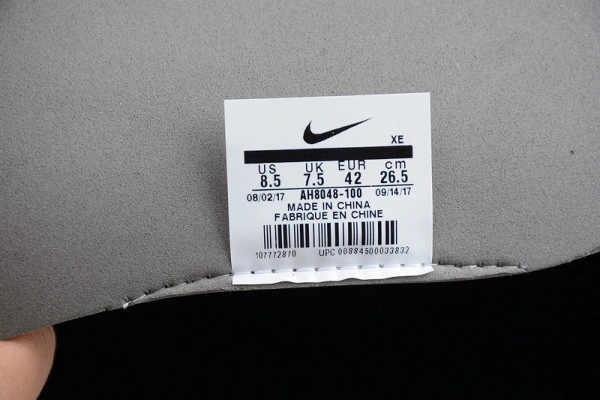 XE
US UK EUR cm
8.5 7.5 42 26.5
08/02/17 AH8048-100 09/14/17
MADE IN CHINA
FABRIQUE EN CHINE
107772870 UPC 00884500033832